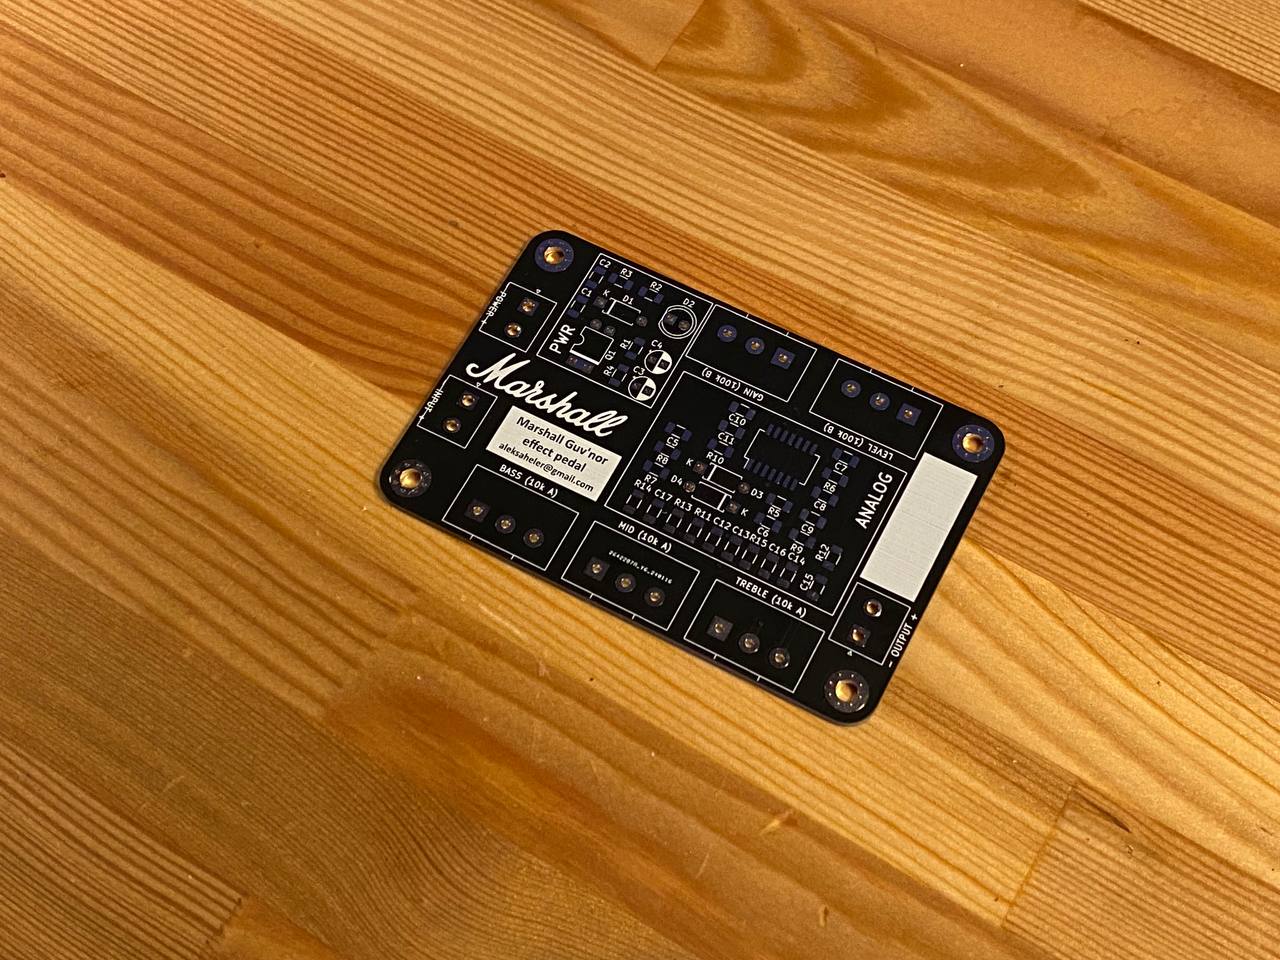 C2
R3
R2
C1
K
D1
D2
POWER +
PWR
R1
Q1
R4
C4
C3
GAIN (100k B)
LEVEL (100k B)
Marshall
INPUT +
Marshall Guv'nor
effect pedal
aleksaheler@gmail.com
BASS (10k A)
MID (10k A)
2642207A_Y6_240116
TREBLE (10k A)
C10
C11
C5
R8
R10
K
R7
D4
R14
C17
R13
R11
C12
C13
R15
C16
C14
D3
K
R5
C6
C7
R6
C8
C9
R9
R12
C15
ANALOG
- OUTPUT +